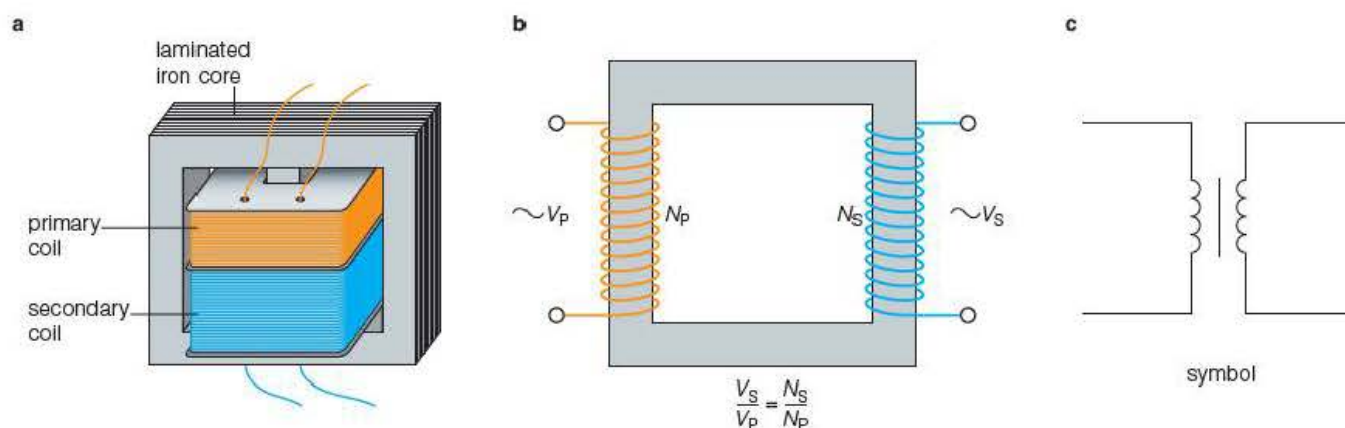 a
laminated
iron core
primary
coil
secondary
coil
b
~V_P
N_P
N_S
~V_S
V_S/V_P = N_S/N_P
c
symbol